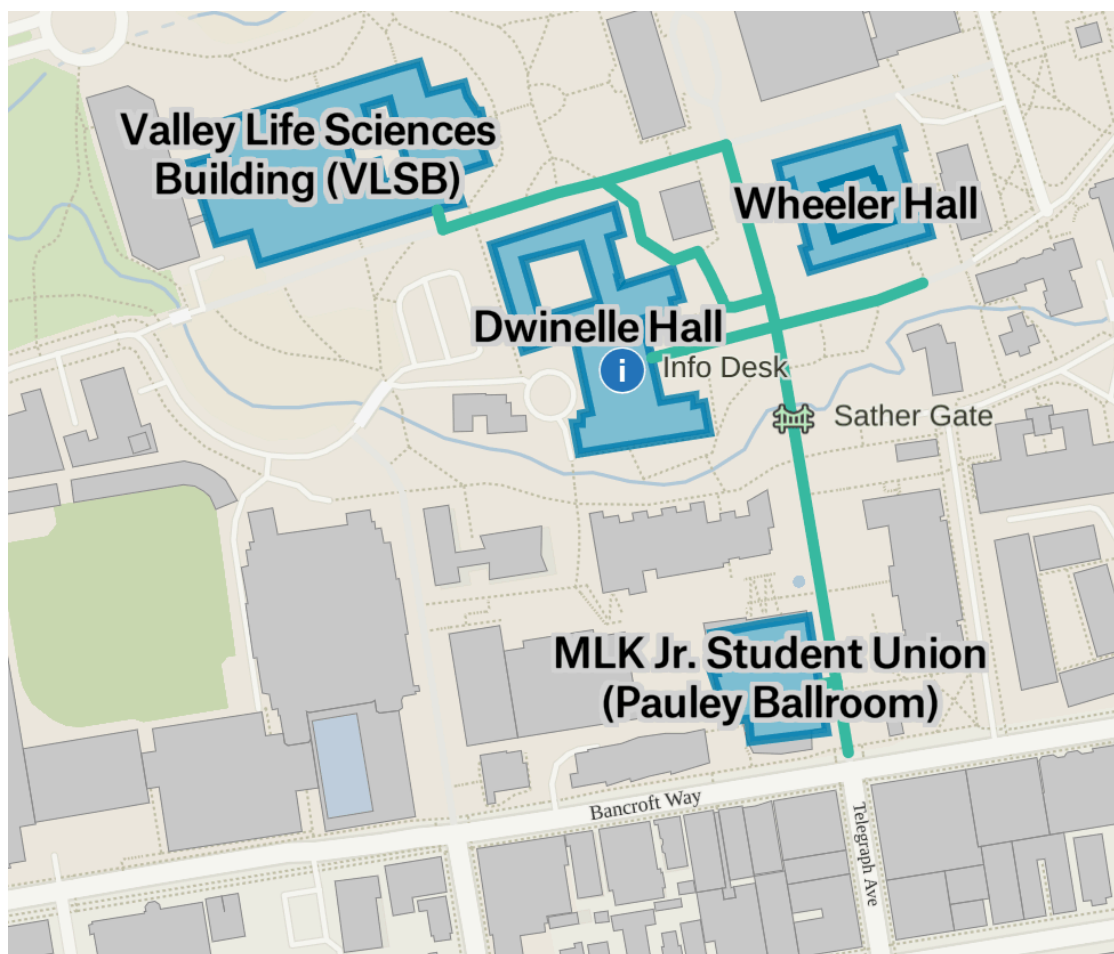 Valley Life Sciences
Building (VLSB)
Wheeler Hall
Dwinelle Hall
i
Info Desk
Sather Gate
MLK Jr. Student Union
(Pauley Ballroom)
Bancroft Way
Telegraph Ave